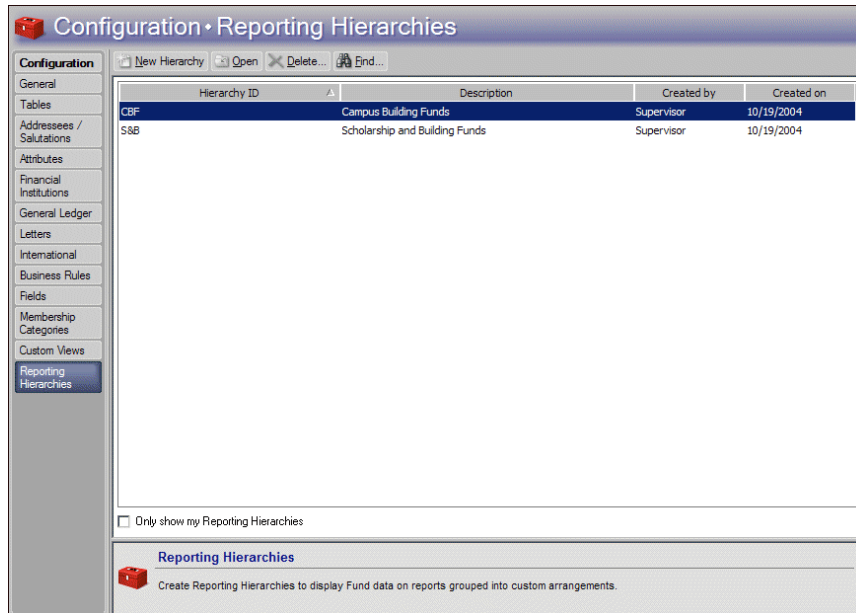 Configuration • Reporting Hierarchies
Configuration
General
Tables
Addressees /
Salutations
Attributes
Financial
Institutions
General Ledger
Letters
International
Business Rules
Fields
Membership
Categories
Custom Views
Reporting
Hierarchies
New Hierarchy Open Delete... Find...
Hierarchy ID Description Created by Created on
CBF Campus Building Funds Supervisor 10/19/2004
S&B Scholarship and Building Funds Supervisor 10/19/2004
Only show my Reporting Hierarchies
Reporting Hierarchies
Create Reporting Hierarchies to display Fund data on reports grouped into custom arrangements.